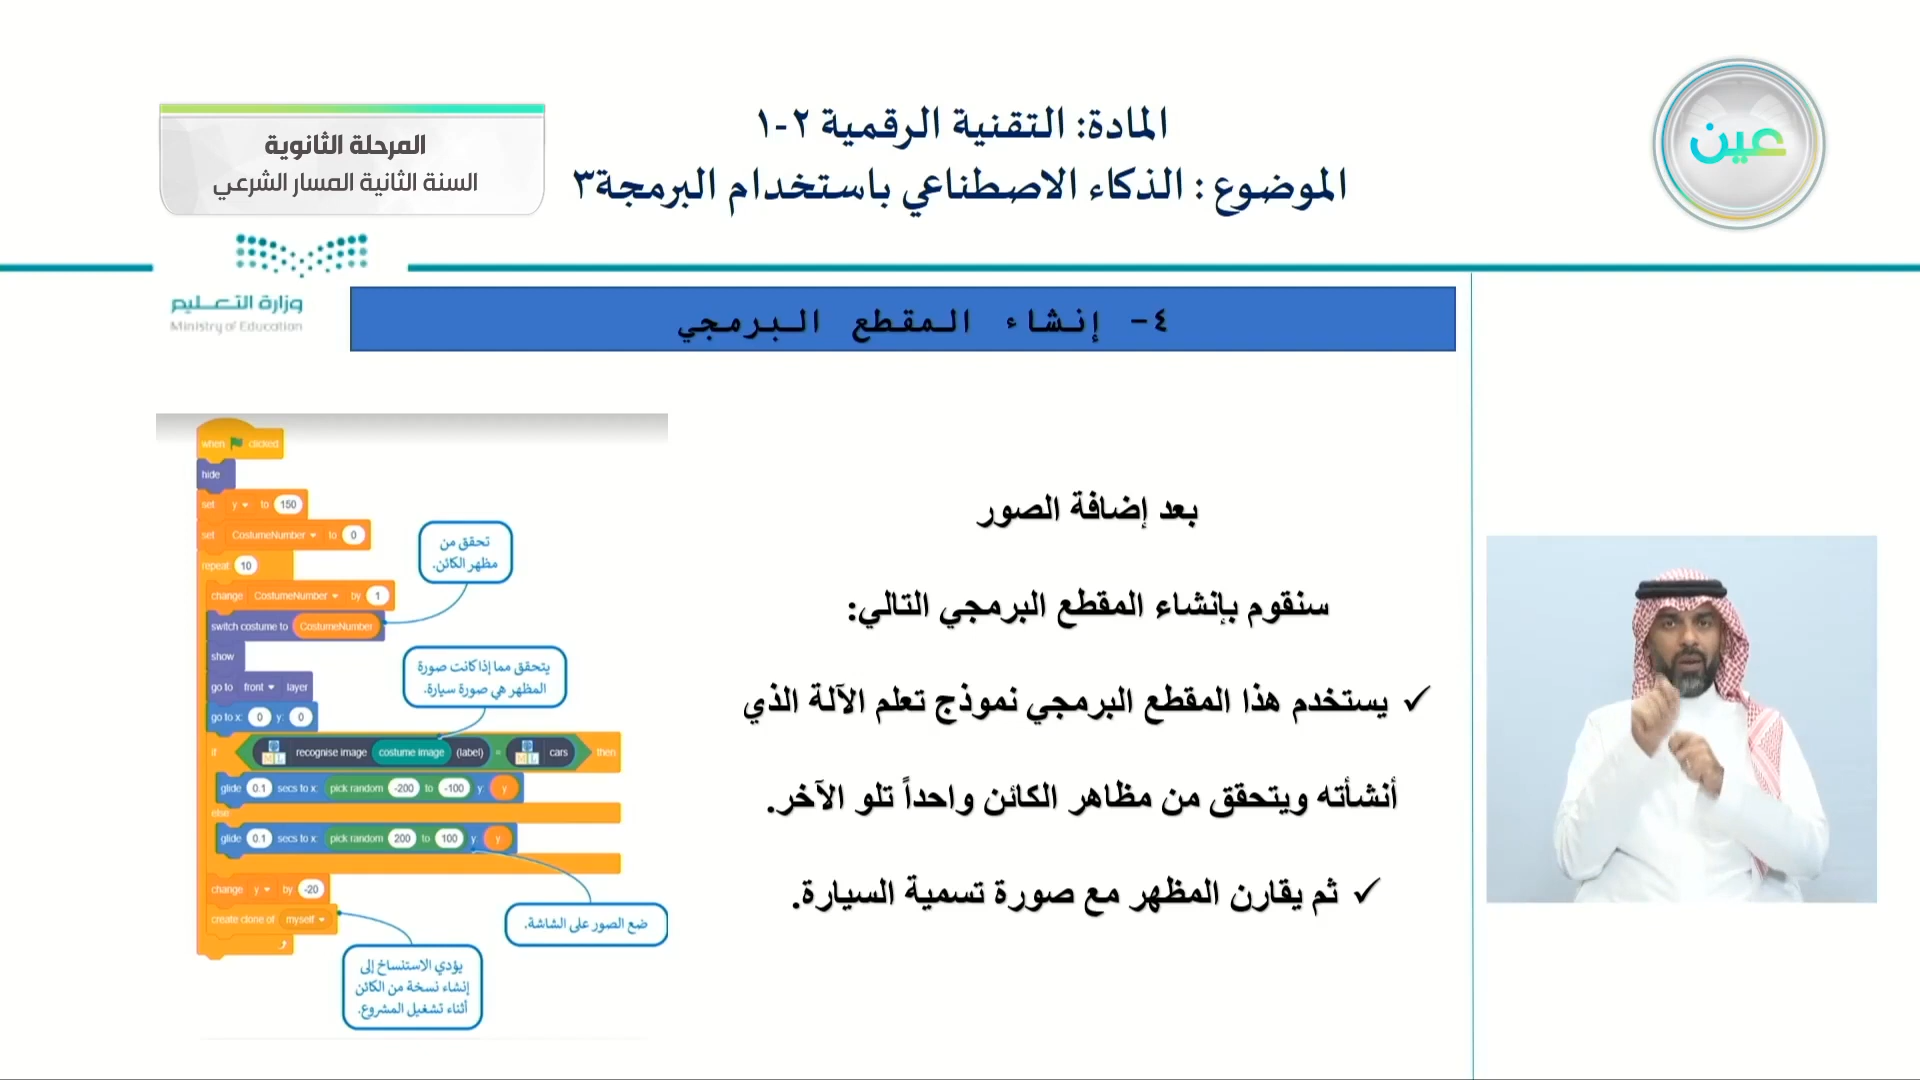 المادة: التقنية الرقمية ٢-١
الموضوع : الذكاء الاصطناعي باستخدام البرمجة٣
المرحلة الثانوية
السنة الثانية المسار الشرعي
عين
وزارة التعليم
Ministry of Education
٤- إنشاء المقطع البرمجي
بعد إضافة الصور
سنقوم بإنشاء المقطع البرمجي التالي:
✓ يستخدم هذا المقطع البرمجي نموذج تعلم الآلة الذي
أنشأته ويتحقق من مظاهر الكائن واحداً تلو الآخر.
✓ ثم يقارن المظهر مع صورة تسمية السيارة.
when clicked
hide
set y to 150
set CostumeNumber to 0
repeat 10
change CostumeNumber by 1
switch costume to CostumeNumber
show
go to front layer
go to x: 0 y: 0
if recognise image costume image (label) = cars then
glide 0.1 secs to x: pick random -200 to -100 y: y
else
glide 0.1 secs to x: pick random 200 to 100 y: y
change y by -20
create clone of myself
تحقق من
مظهر الكائن.
يتحقق مما إذا كانت صورة
المظهر هي صورة سيارة.
ضع الصور على الشاشة.
يؤدي الاستنساخ إلى
إنشاء نسخة من الكائن
أثناء تشغيل المشروع.